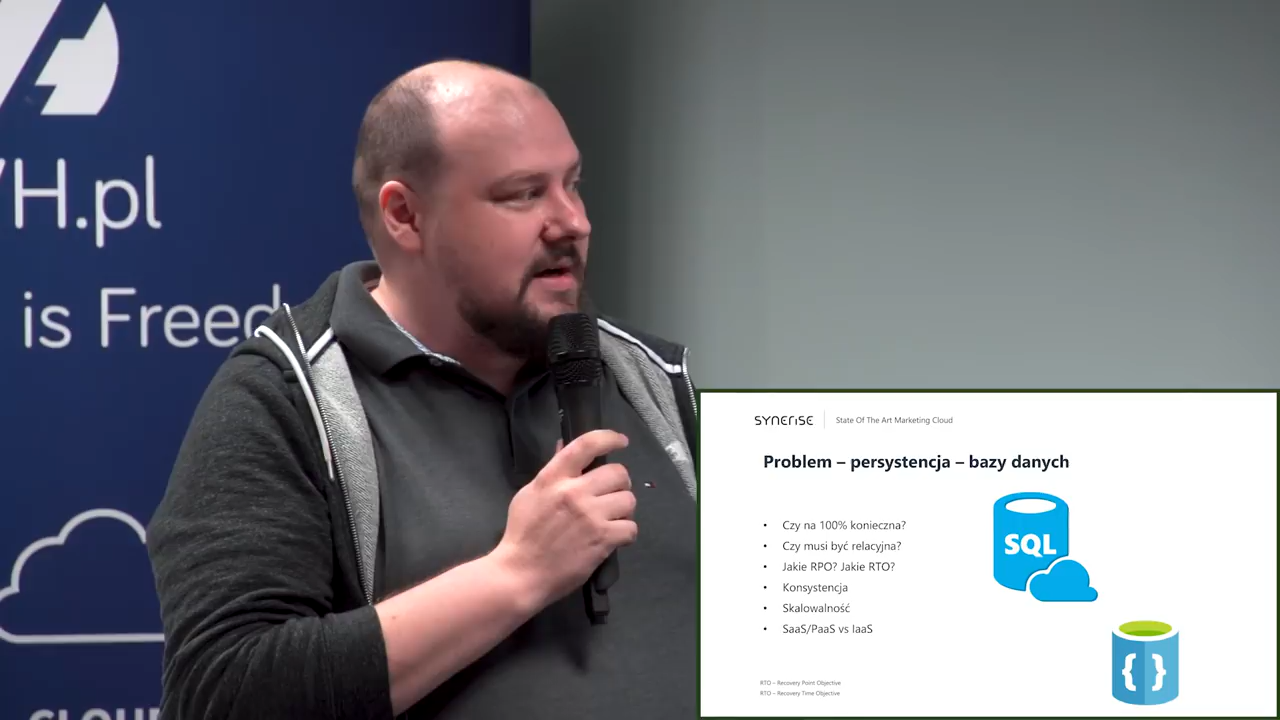 H.pl
is Freed
CLOUD
SYNERISE
State Of The Art Marketing Cloud
Problem – persystencja – bazy danych
• Czy na 100% konieczna?
• Czy musi być relacyjna?
• Jakie RPO? Jakie RTO?
• Konsystencja
• Skalowalność
• SaaS/PaaS vs IaaS
SQL
{ }
RTO – Recovery Point Objective
RTO – Recovery Time Objective